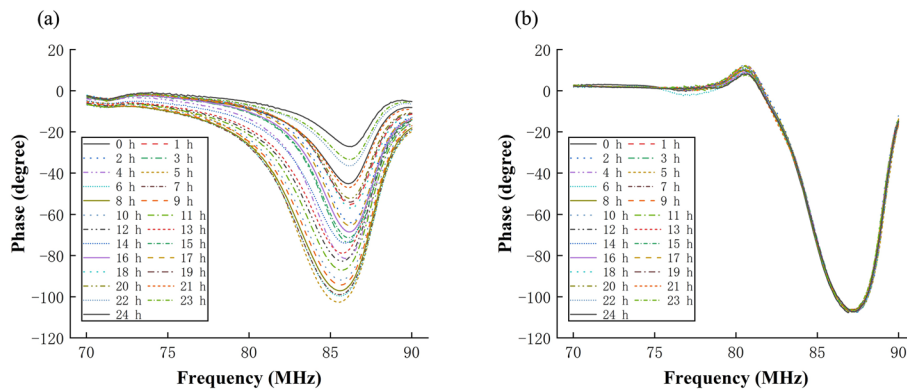 (a)
20
0
−20
−40
−60
−80
−100
−120
Phase (degree)
0 h 1 h
2 h 3 h
4 h 5 h
6 h 7 h
8 h 9 h
10 h 11 h
12 h 13 h
14 h 15 h
16 h 17 h
18 h 19 h
20 h 21 h
22 h 23 h
24 h
70 75 80 85 90
Frequency (MHz)
(b)
20
0
−20
−40
−60
−80
−100
−120
Phase (degree)
0 h 1 h
2 h 3 h
4 h 5 h
6 h 7 h
8 h 9 h
10 h 11 h
12 h 13 h
14 h 15 h
16 h 17 h
18 h 19 h
20 h 21 h
22 h 23 h
24 h
70 75 80 85 90
Frequency (MHz)